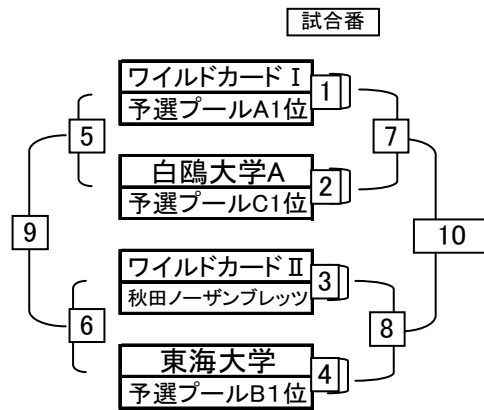 試合番
ワイルドカード Ⅰ
予選プールA1位
1
5
7
白鴎大学A
予選プールC1位
2
9
10
ワイルドカード Ⅱ
秋田ノーザンブレッツ
3
6
8
東海大学
予選プールB1位
4